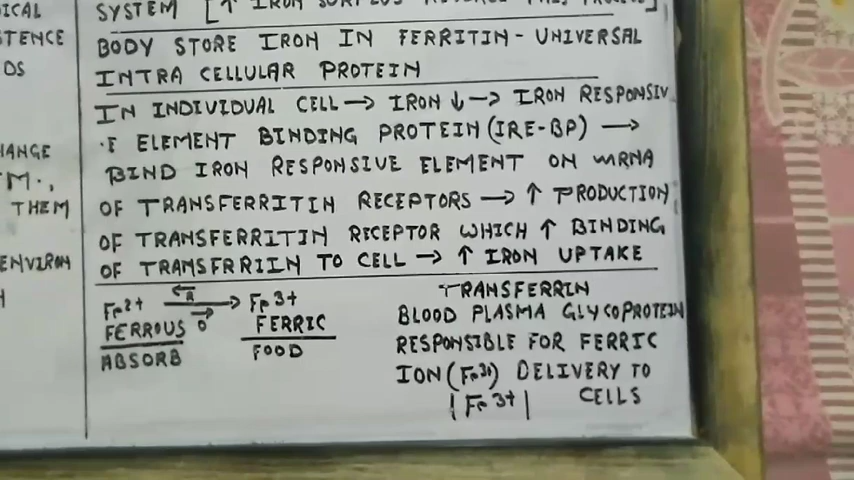 ICAL
STENCE
OS
HANGE
TM.,
THEM
ENVIRON
SYSTEM [↑ IRON
BODY STORE IRON IN FERRITIN - UNIVERSAL
INTRA CELLULAR PROTEIN
IN INDIVIDUAL CELL → IRON ↓ → IRON RESPONSIV
E ELEMENT BINDING PROTEIN (IRE-BP) →
BIND IRON RESPONSIVE ELEMENT ON mRNA
OF TRANSFERRITIN RECEPTORS → ↑ PRODUCTION
OF TRANSFERRITIN RECEPTOR WHICH ↑ BINDING
OF TRANSFRRIIN TO CELL → ↑ IRON UPTAKE
Fe2+ ⇄ Fe3+
R
O
FERROUS FERRIC
ABSORB FOOD
TRANSFERRIN
BLOOD PLASMA GLYCOPROTEIN
RESPONSIBLE FOR FERRIC
ION (Fe3+) DELIVERY TO
|Fe3+| CELLS